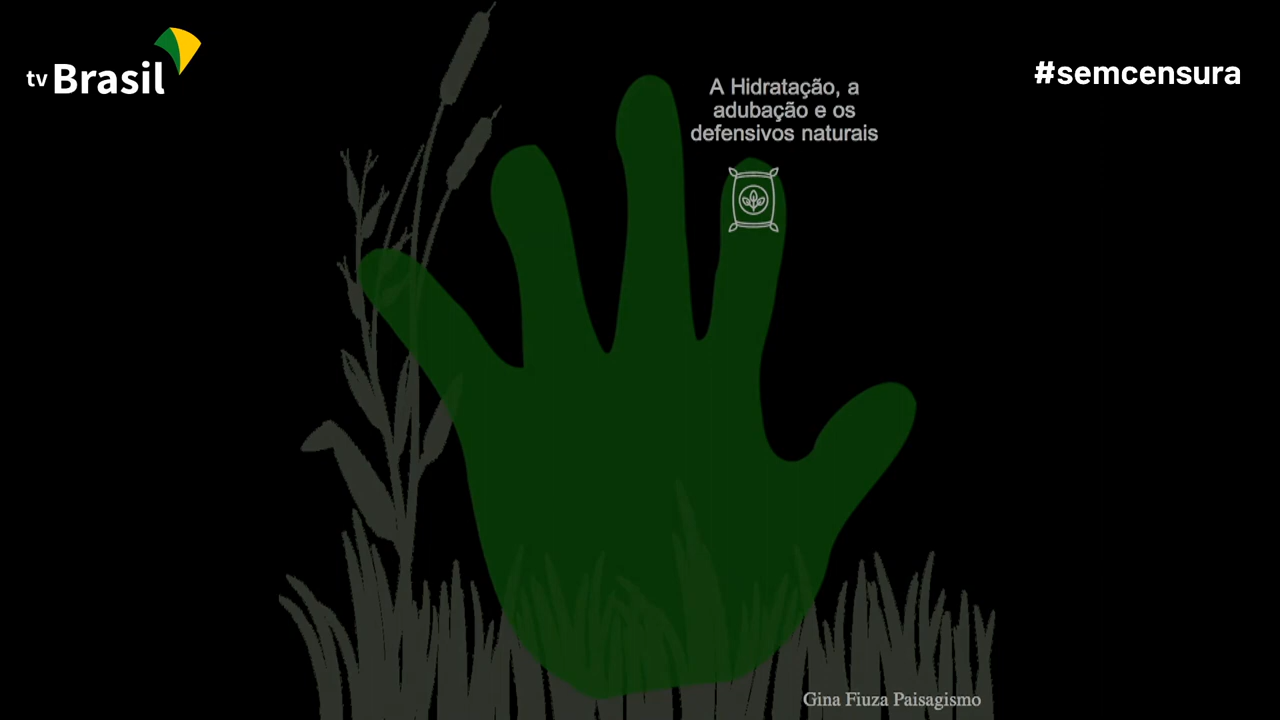 tv Brasil
#semcensura
A Hidratação, a
adubação e os
defensivos naturais
Gina Fiuza Paisagismo